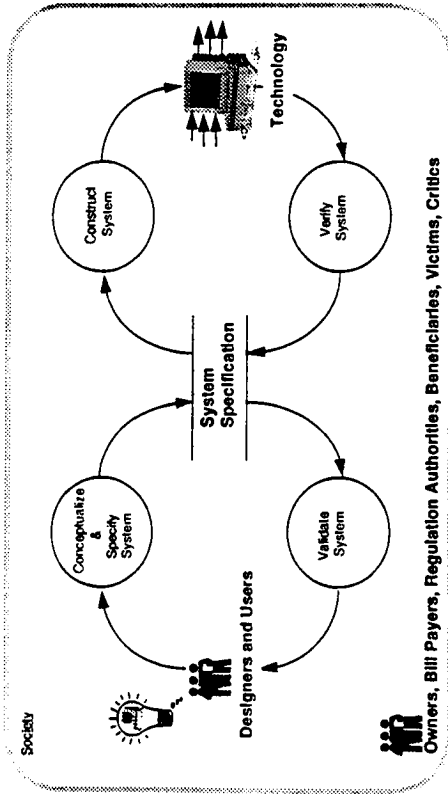 Society
Conceptualize
&
Specify
System
Construct
System
Designers and Users
System
Specification
Technology
Validate
System
Verify
System
Owners, Bill Payers, Regulation Authorities, Beneficiaries, Victims, Critics